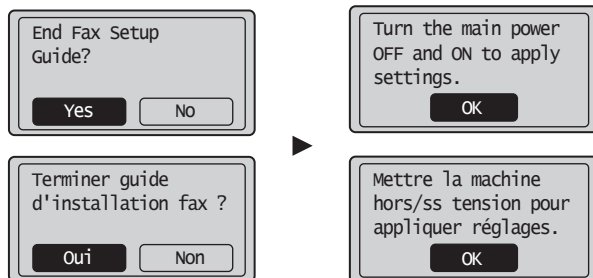 End Fax Setup
Guide?
Yes No
Terminer guide
d'installation fax ?
Oui Non
Turn the main power
OFF and ON to apply
settings.
OK
Mettre la machine
hors/ss tension pour
appliquer réglages.
OK